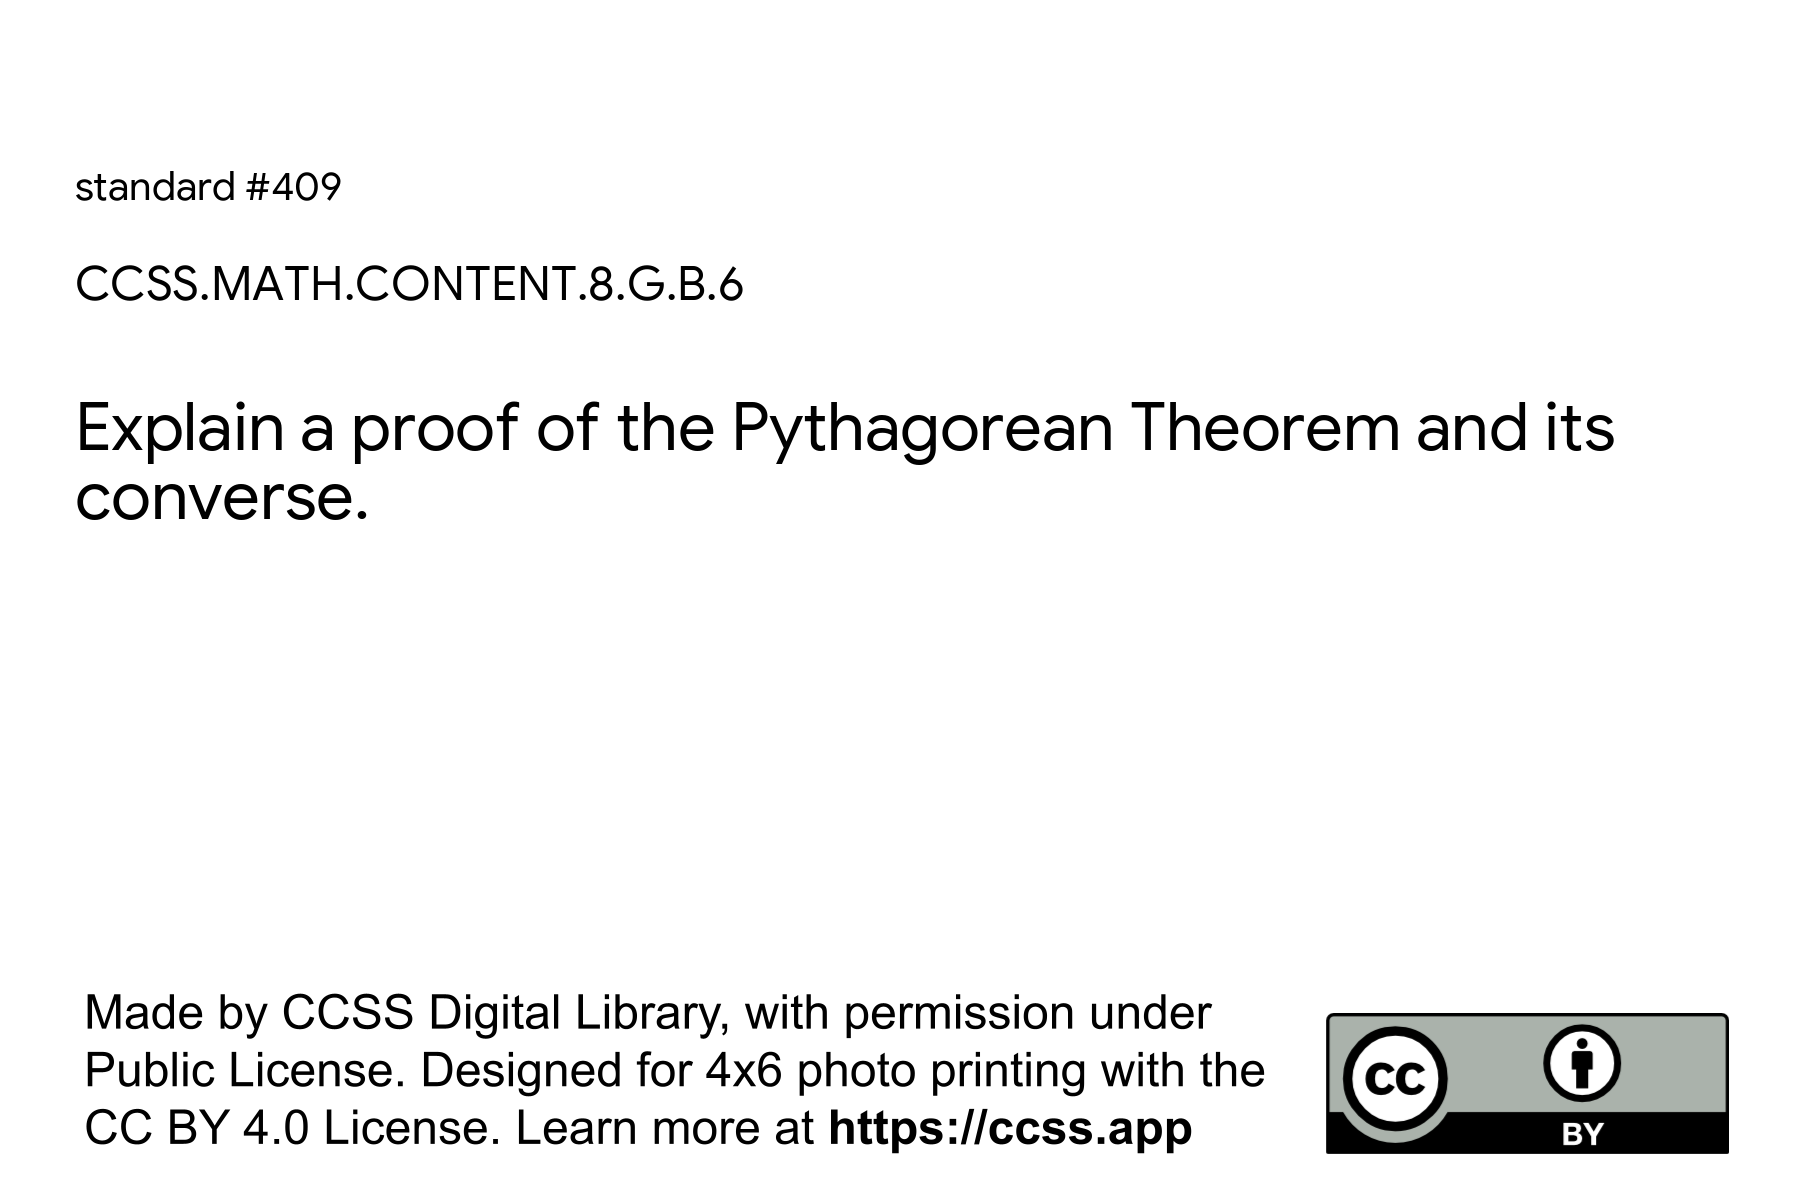 standard #409
CCSS.MATH.CONTENT.8.G.B.6
Explain a proof of the Pythagorean Theorem and its
converse.
Made by CCSS Digital Library, with permission under
Public License. Designed for 4x6 photo printing with the
CC BY 4.0 License. Learn more at https://ccss.app
cc
BY